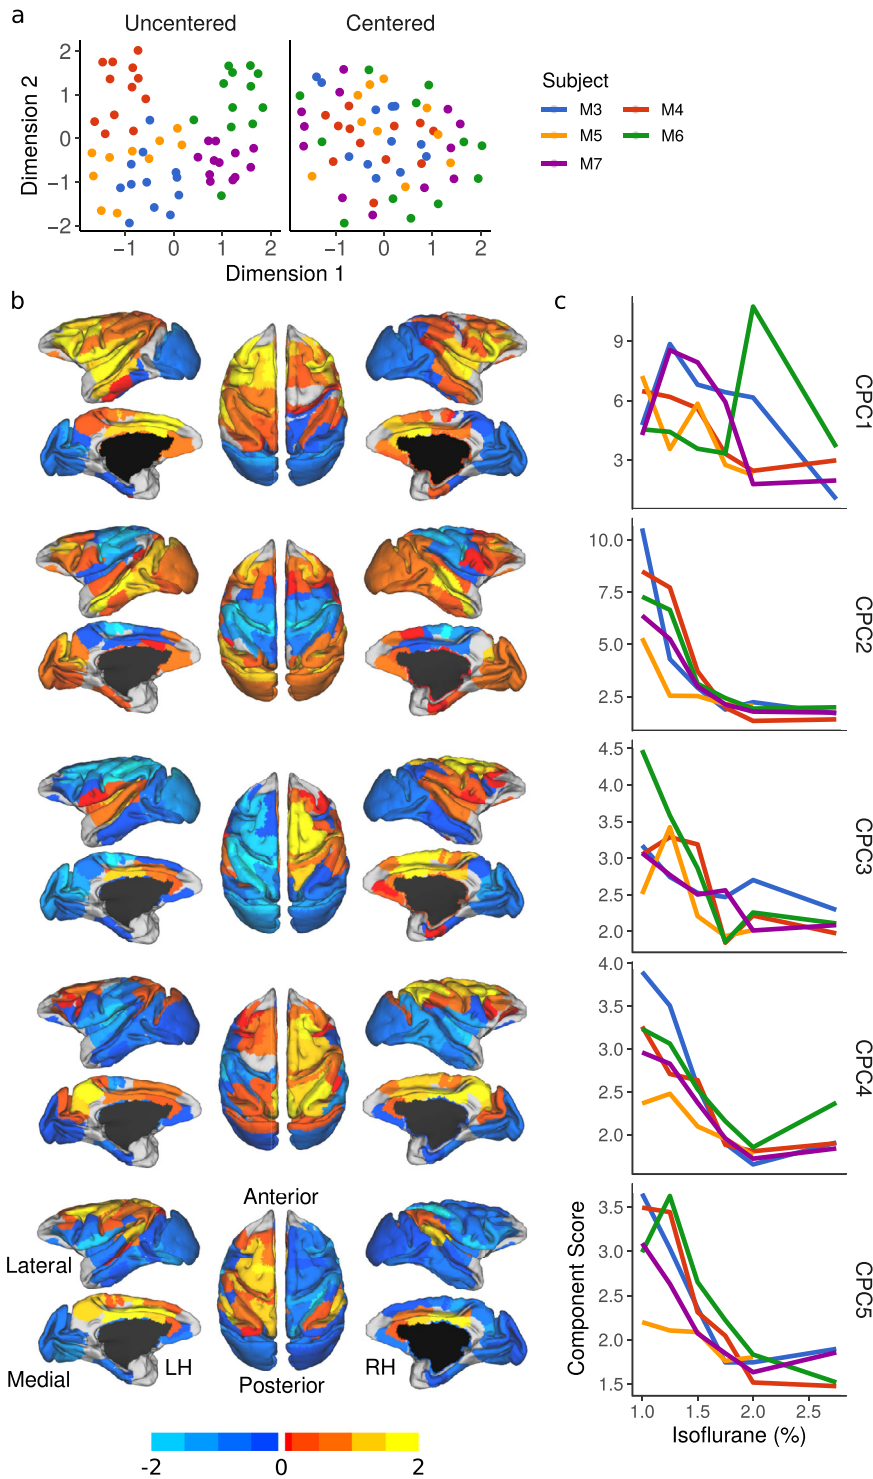 a
Uncentered
Centered
Dimension 2
2
1
0
−1
−2
−1 0 1 2
−1 0 1 2
Dimension 1
Subject
M3 M4
M5 M6
M7
b
c
9
6
3
CPC1
10.0
7.5
5.0
2.5
CPC2
4.5
4.0
3.5
3.0
2.5
2.0
CPC3
4.0
3.5
3.0
2.5
2.0
CPC4
Anterior
Lateral
Medial
LH
RH
Posterior
Component Score
3.5
3.0
2.5
2.0
1.5
CPC5
1.0 1.5 2.0 2.5
Isoflurane (%)
-2 0 2